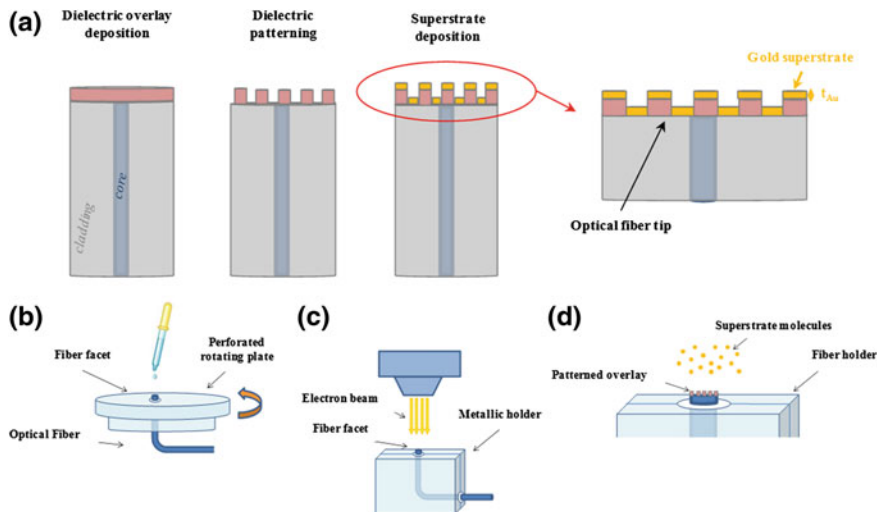 (a)
Dielectric overlay
deposition
Dielectric
patterning
Superstrate
deposition
Gold superstrate
t_Au
cladding
core
Optical fiber tip
(b)
Fiber facet
Perforated
rotating plate
Optical Fiber
(c)
Electron beam
Fiber facet
Metallic holder
(d)
Superstrate molecules
Fiber holder
Patterned overlay